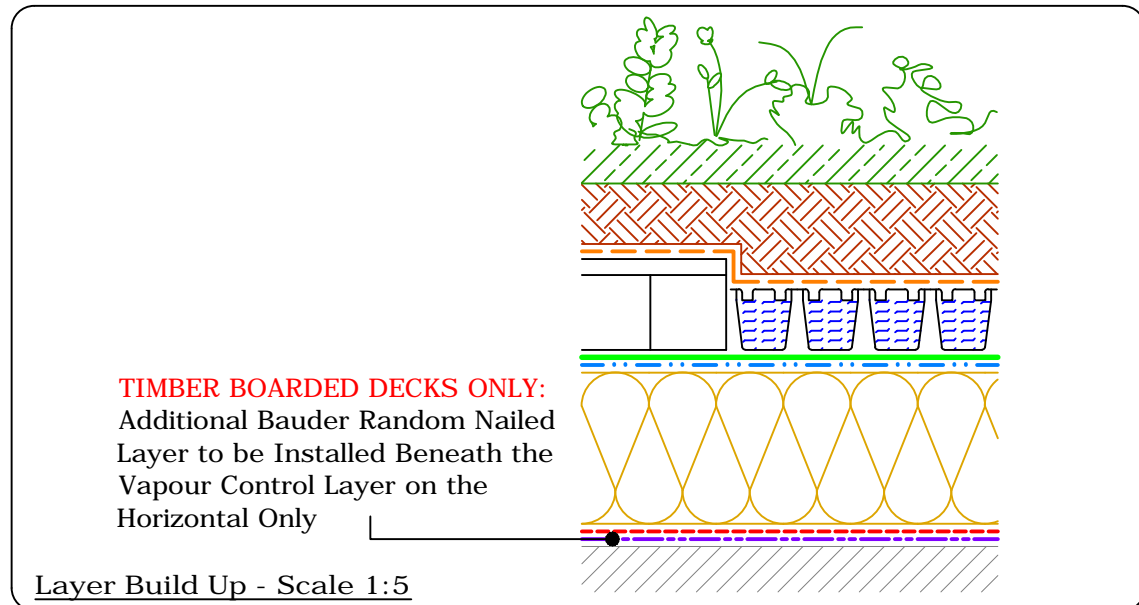 TIMBER BOARDED DECKS ONLY:
Additional Bauder Random Nailed
Layer to be Installed Beneath the
Vapour Control Layer on the
Horizontal Only
Layer Build Up - Scale 1:5